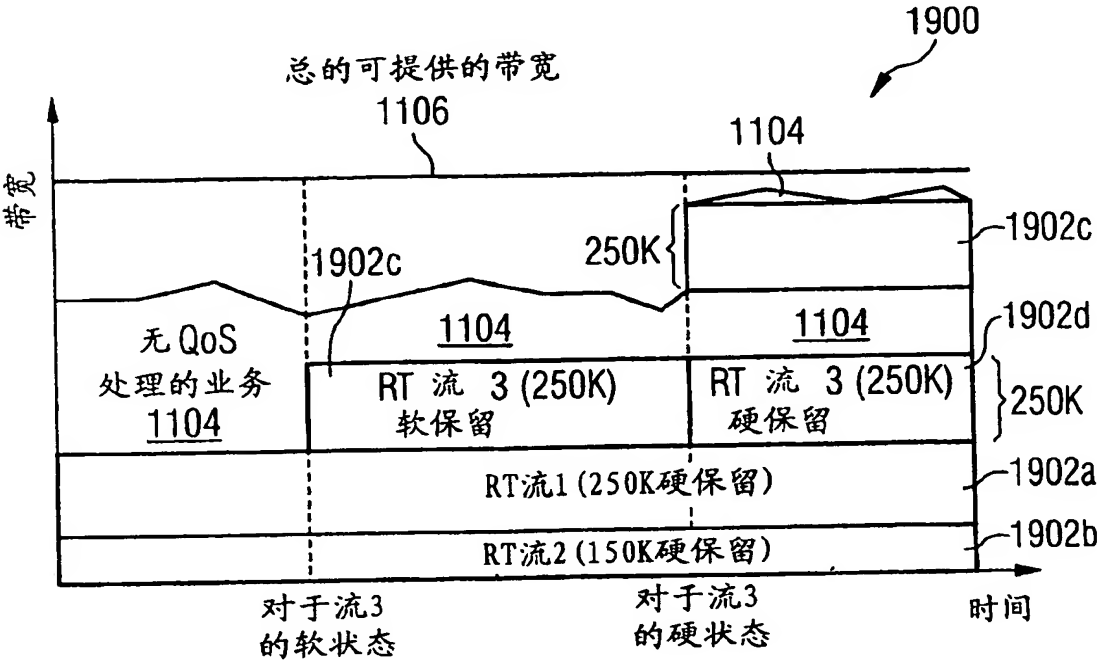 1900
总的可提供的带宽
1106
1104
带宽
250K
1902c
1902c
1104
1104
1902d
无QoS
处理的业务
1104
RT 流 3 (250K)
软保留
RT 流 3 (250K)
硬保留
250K
RT流1 (250K硬保留)
1902a
RT流2 (150K硬保留)
1902b
对于流3
的软状态
对于流3
的硬状态
时间